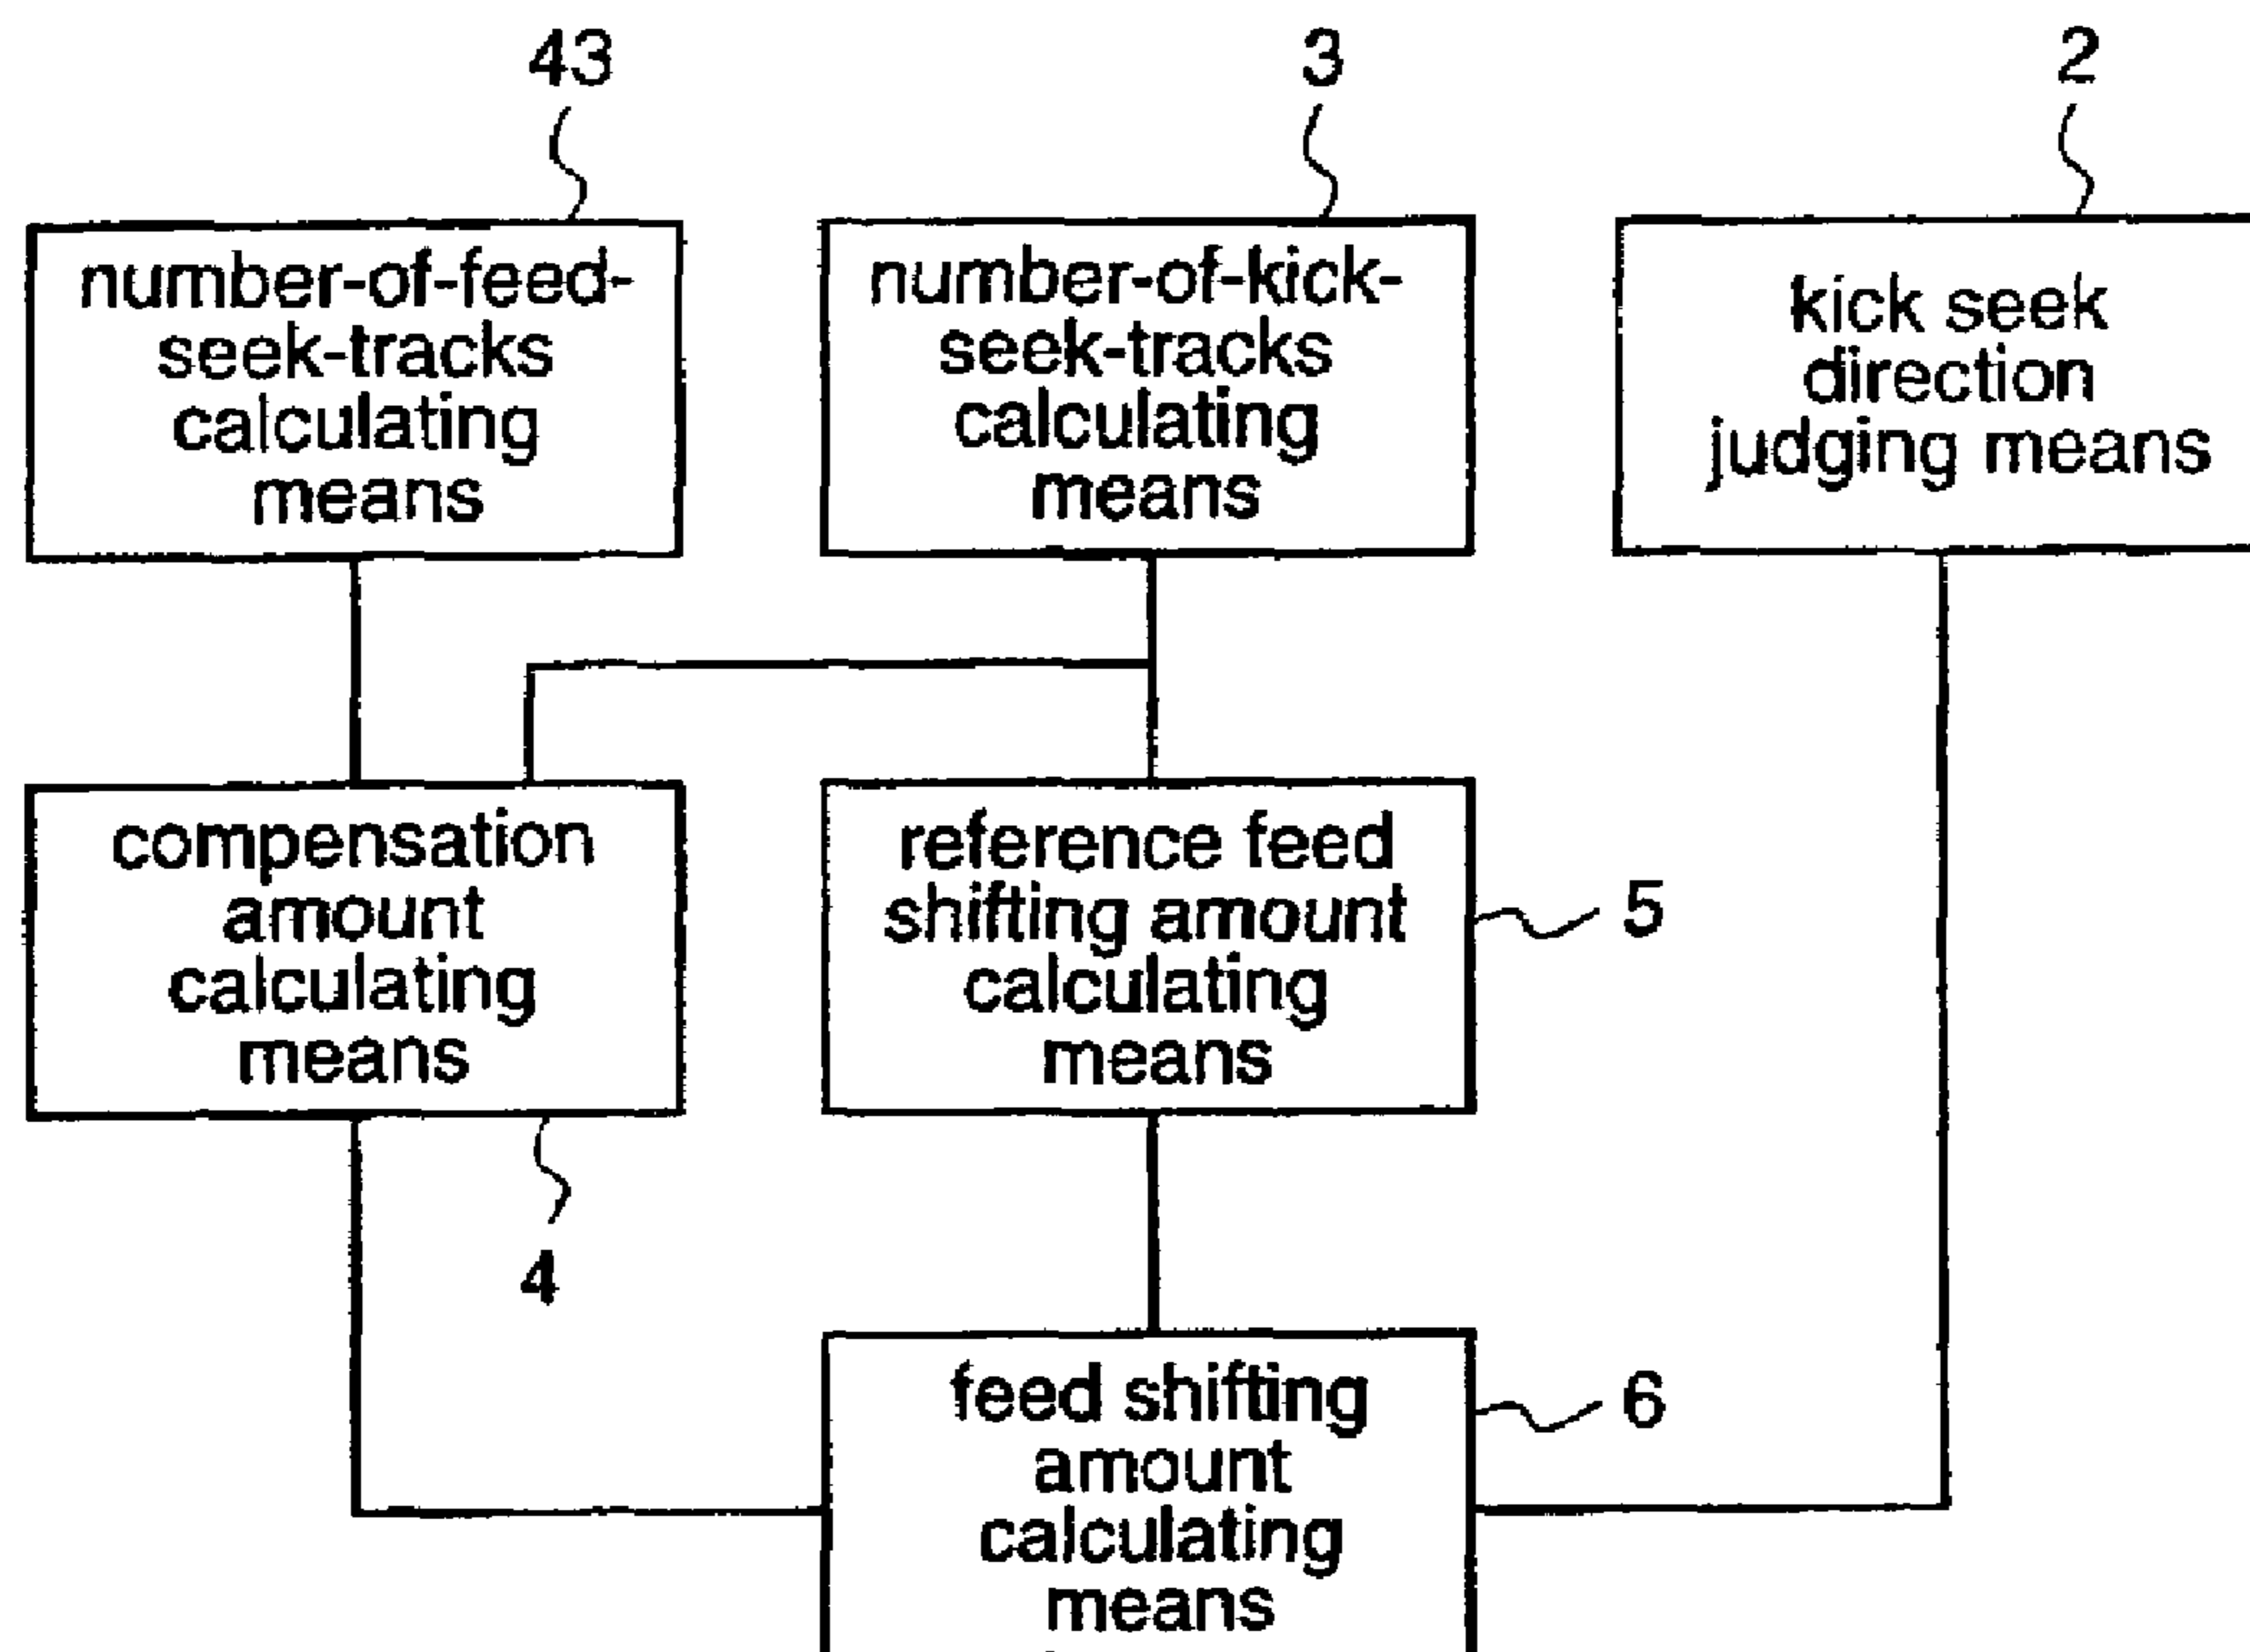 43
3
2
number-of-feed-
seek-tracks
calculating
means
number-of-kick-
seek-tracks
calculating
means
kick seek
direction
judging means
compensation
amount
calculating
means
4
reference feed
shifting amount
calculating
means
5
feed shifting
amount
calculating
means
6